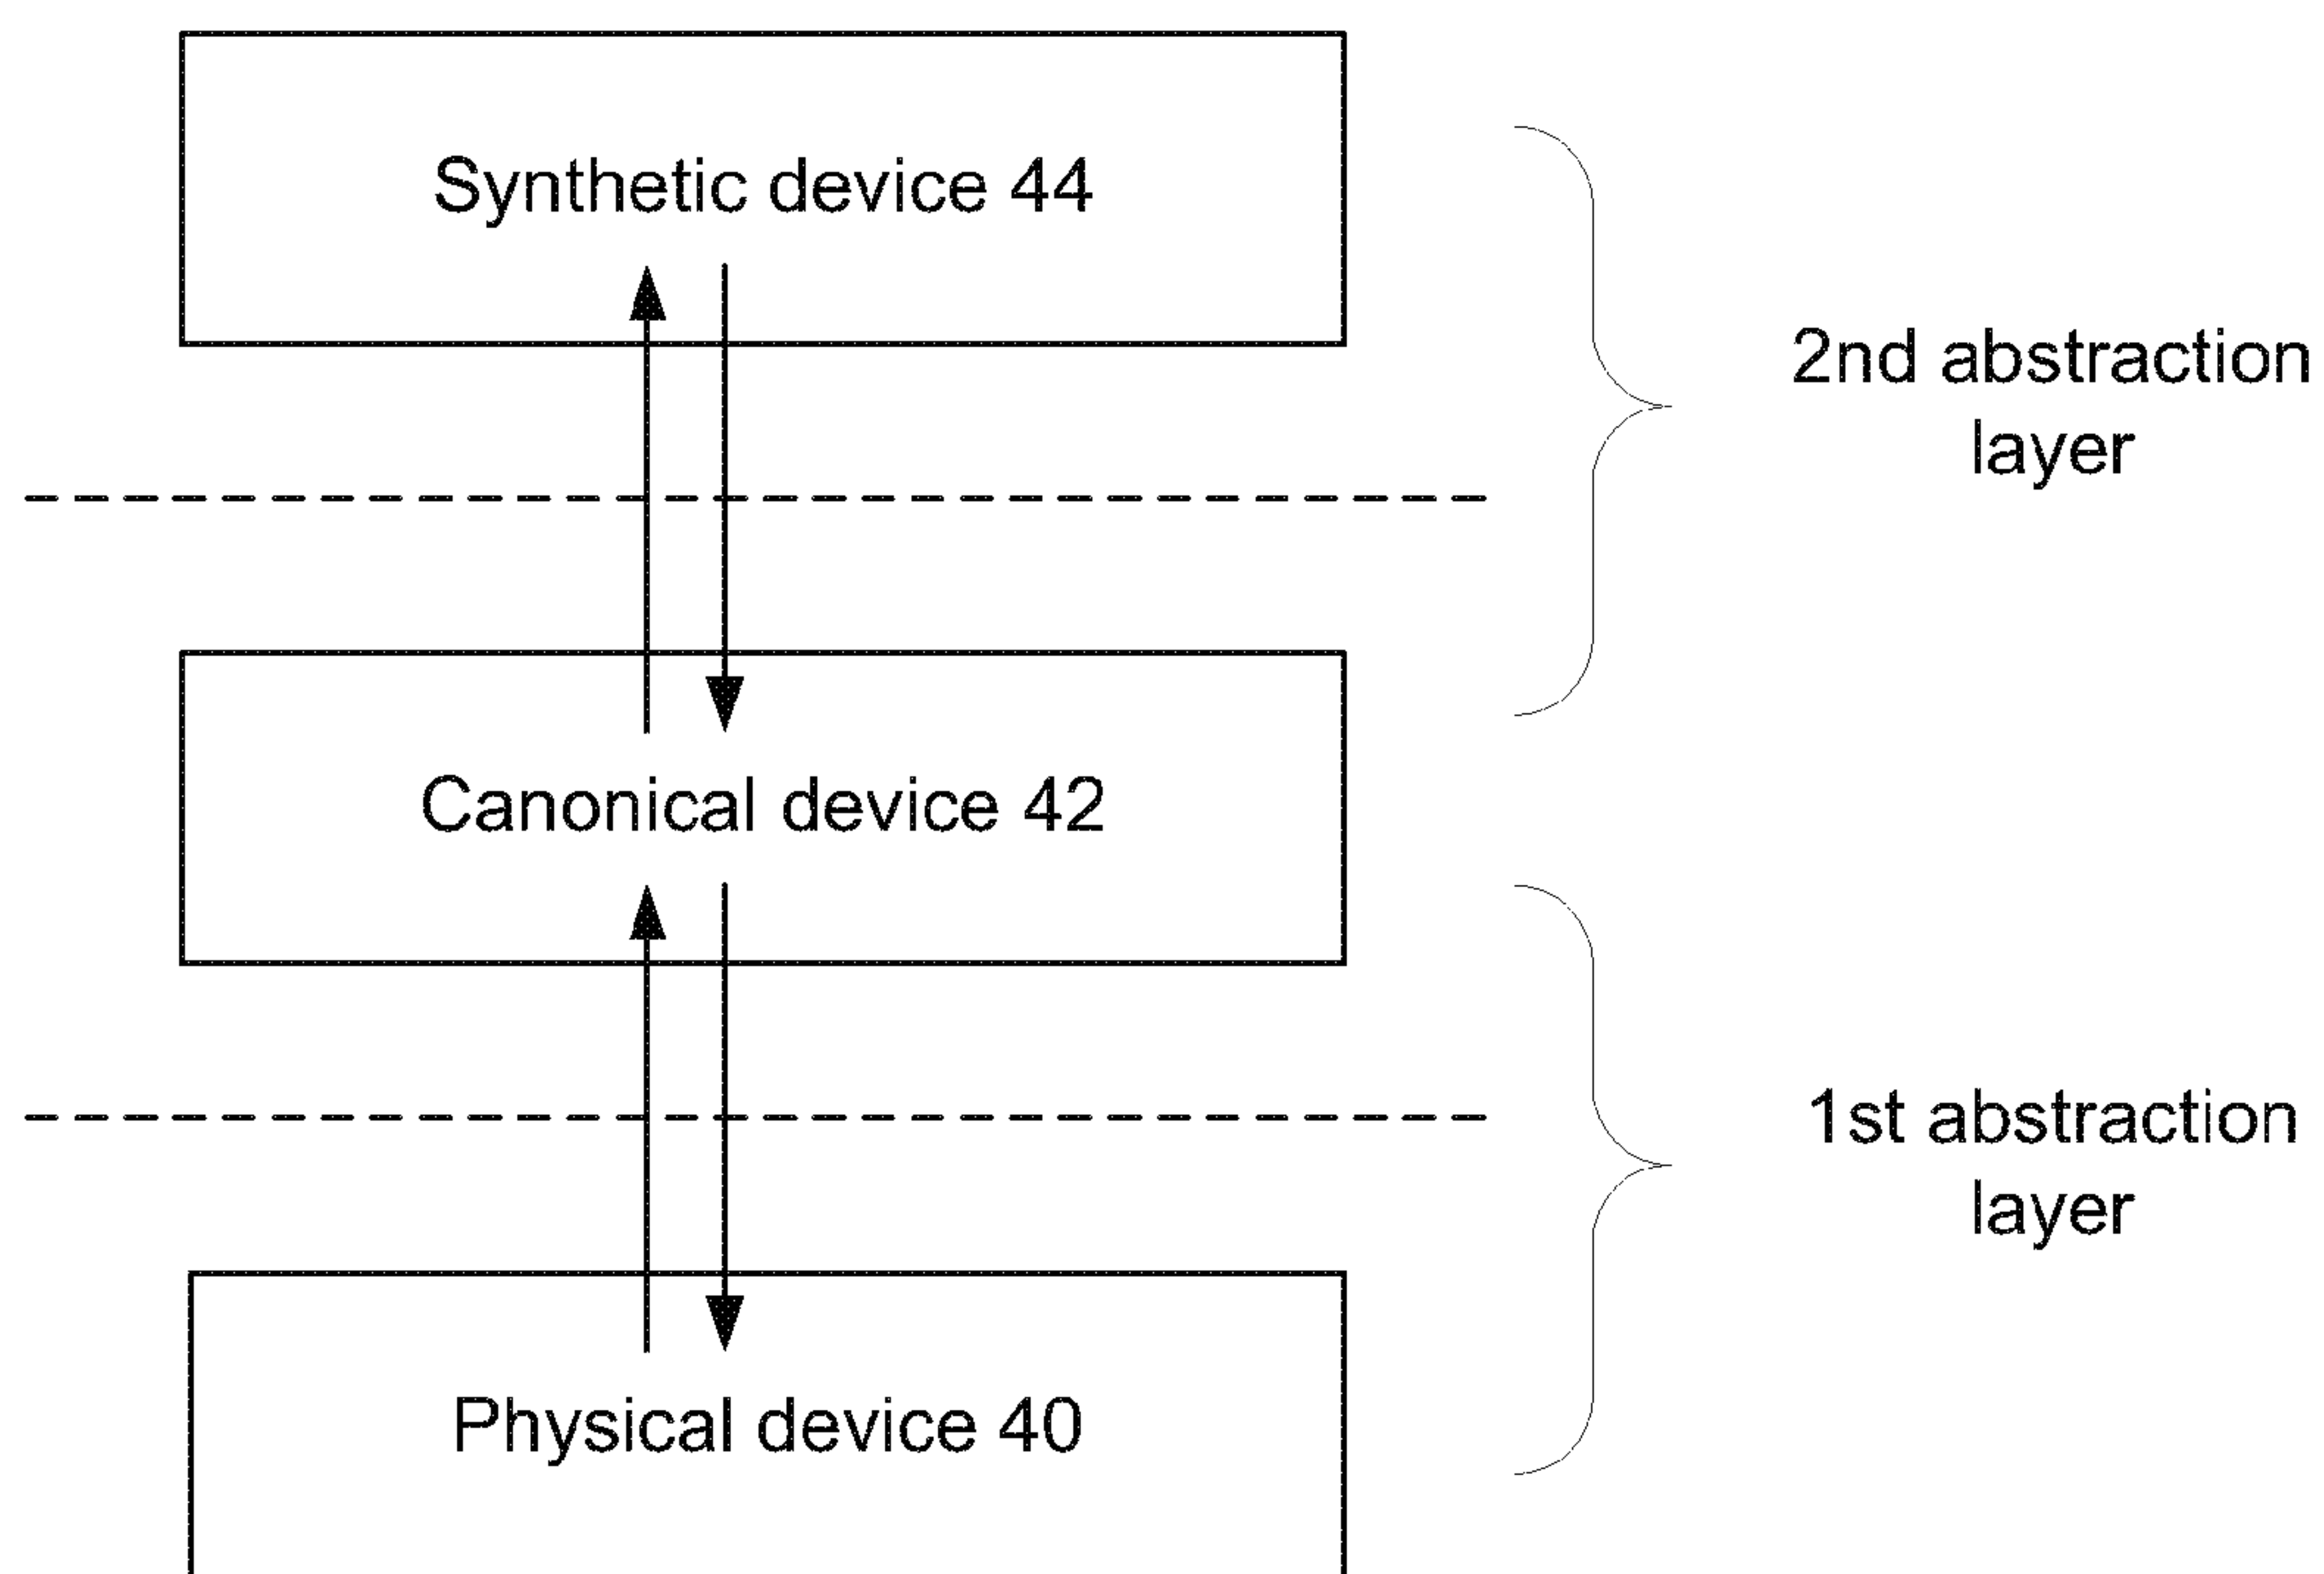 Synthetic device 44
2nd abstraction
layer
Canonical device 42
1st abstraction
layer
Physical device 40